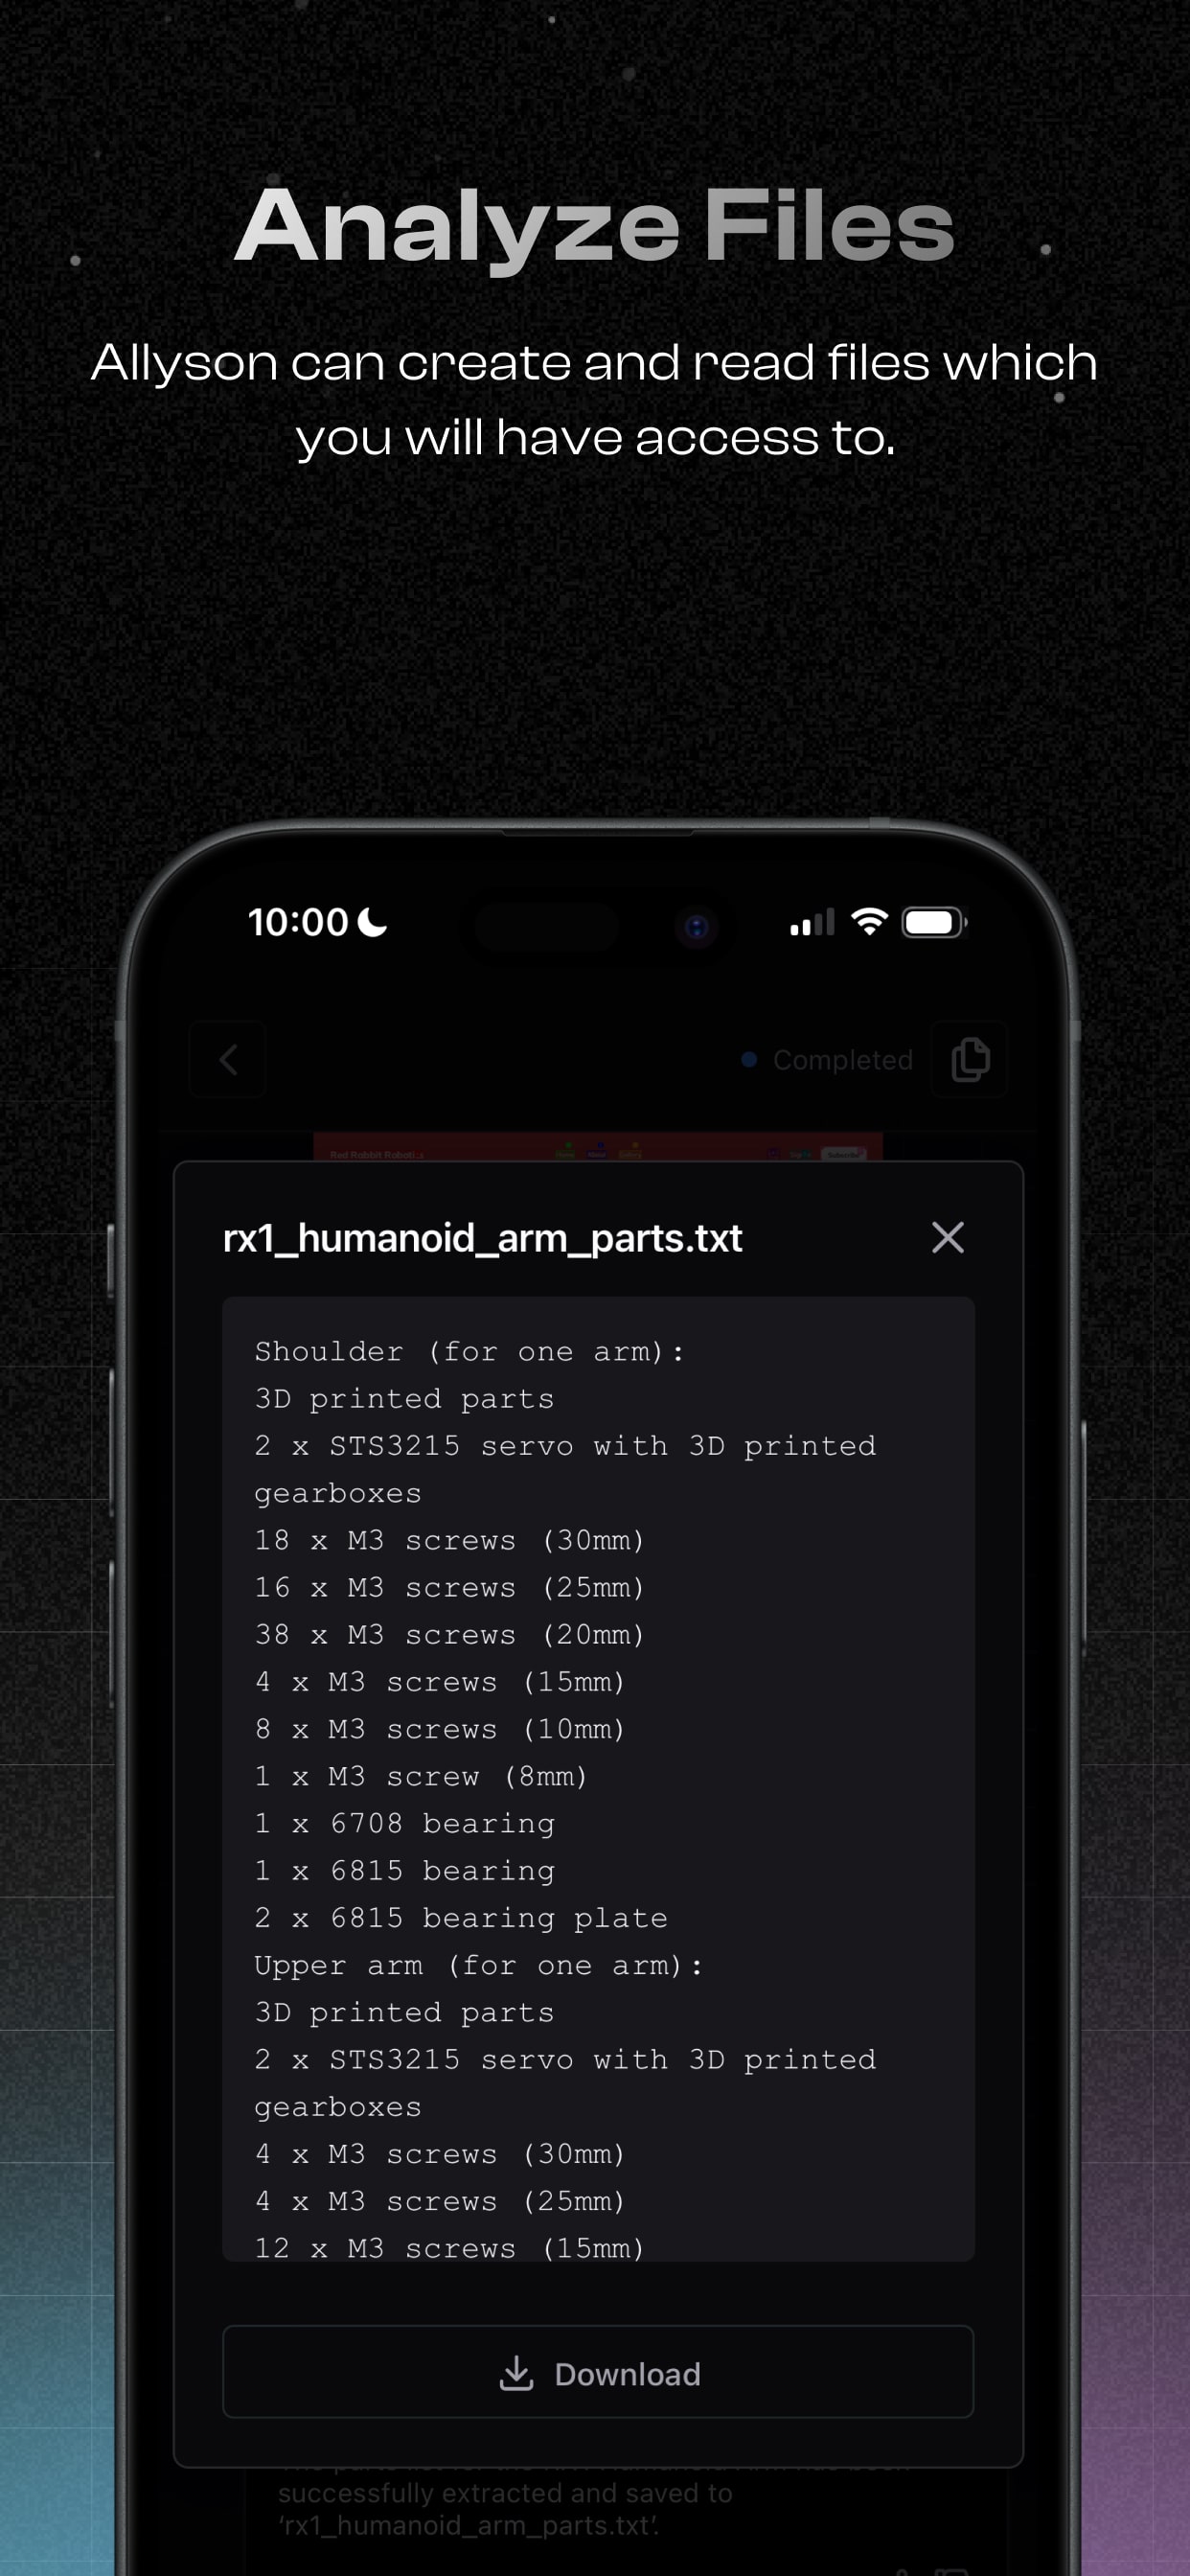 Analyze Files
Allyson can create and read files which
you will have access to.
10:00
Completed
Red Rabbit Robotics
Subscribe
rx1_humanoid_arm_parts.txt
Shoulder (for one arm):
3D printed parts
2 x STS3215 servo with 3D printed
gearboxes
18 x M3 screws (30mm)
16 x M3 screws (25mm)
38 x M3 screws (20mm)
4 x M3 screws (15mm)
8 x M3 screws (10mm)
1 x M3 screw (8mm)
1 x 6708 bearing
1 x 6815 bearing
2 x 6815 bearing plate
Upper arm (for one arm):
3D printed parts
2 x STS3215 servo with 3D printed
gearboxes
4 x M3 screws (30mm)
4 x M3 screws (25mm)
12 x M3 screws (15mm)
Download
successfully extracted and saved to
‘rx1_humanoid_arm_parts.txt’.